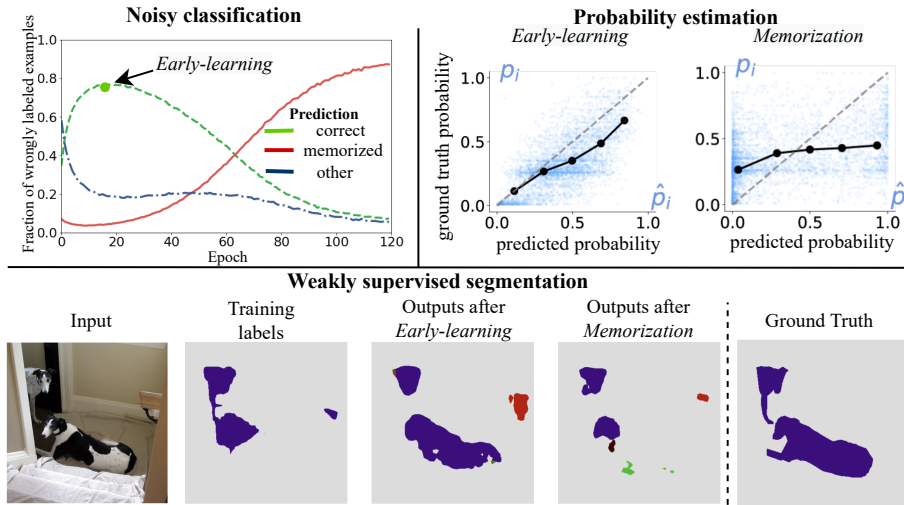 Noisy classification
Fraction of wrongly labeled examples
1.0
0.8
0.6
0.4
0.2
0.0
0
20
40
60
80
100
120
Epoch
Early-learning
Prediction
correct
memorized
other
Probability estimation
Early-learning
ground truth probability
1.0
0.5
0.0
0.0
0.5
1.0
predicted probability
p_i
p̂_i
Memorization
1.0
0.5
0.0
0.0
0.5
1.0
predicted probability
p_i
p̂
Weakly supervised segmentation
Input
Training
labels
Outputs after
Early-learning
Outputs after
Memorization
Ground Truth